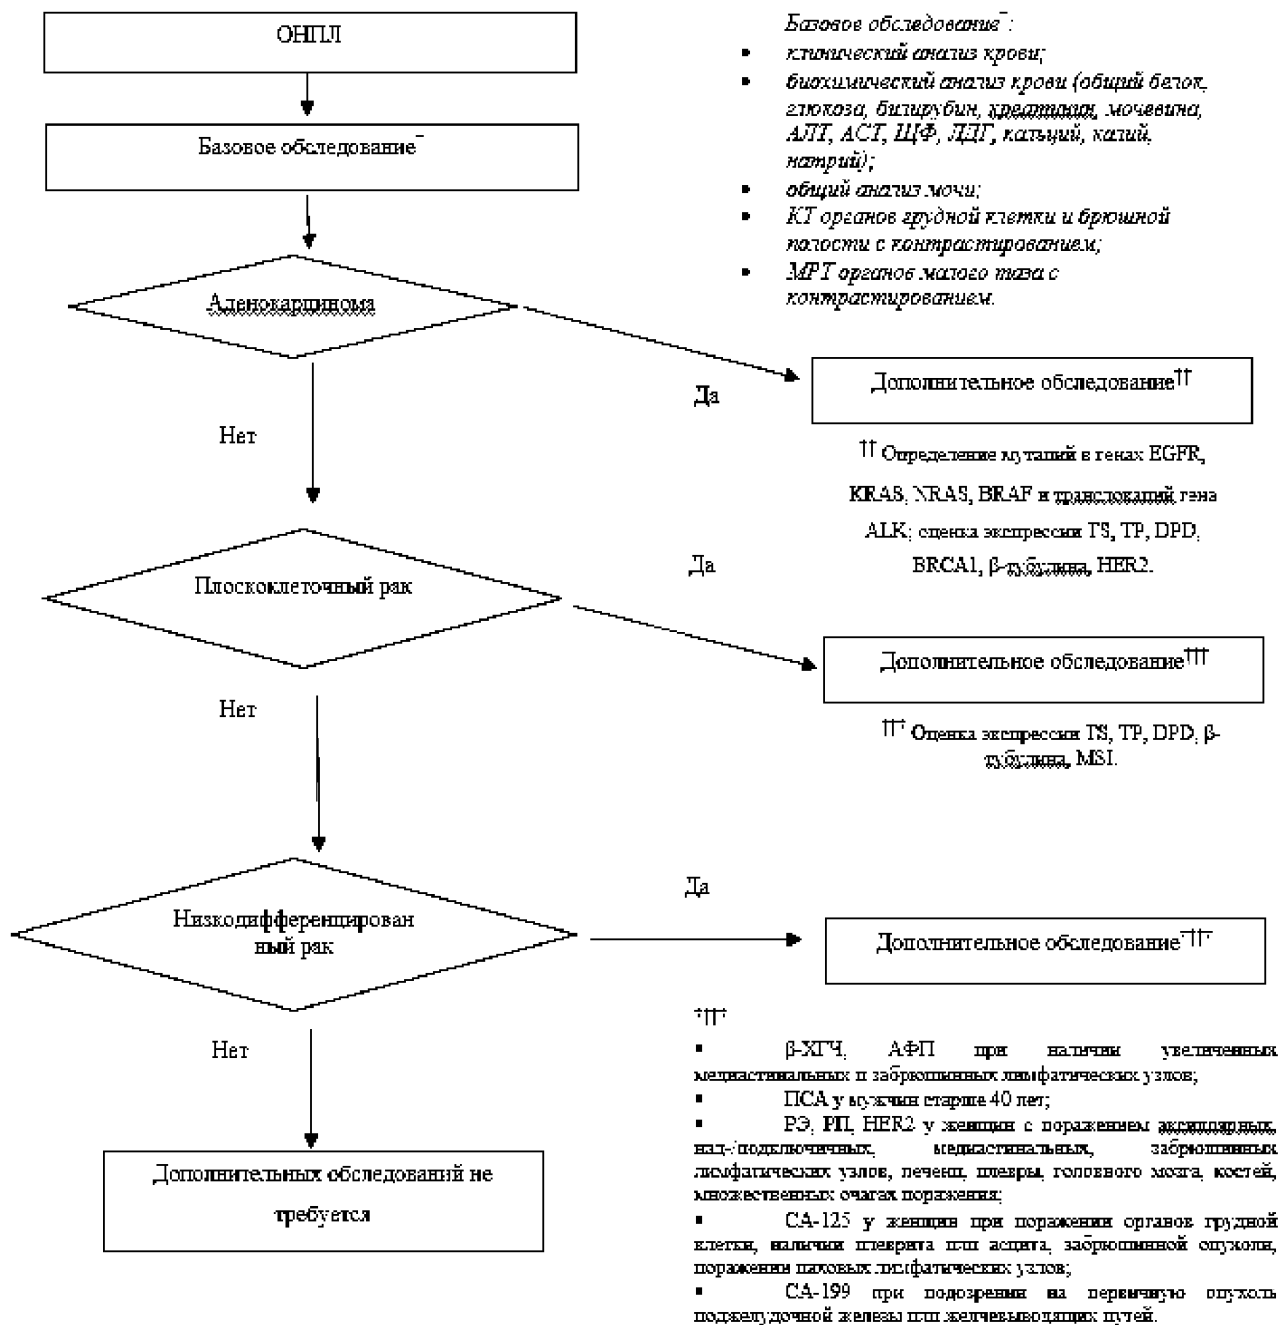 ОНПЛ
Базовое обследование†
Базовое обследование†:
• клинический анализ крови;
• биохимический анализ крови (общий белок,
глюкоза, билирубин, креатинин, мочевина,
АЛТ, АСТ, ЩФ, ЛДГ, кальций, калий,
натрий);
• общий анализ мочи;
• КТ органов грудной клетки и брюшной
полости с контрастированием;
• МРТ органов малого таза с
контрастированием.
Аденокарцинома
Да
Нет
Дополнительное обследование††
†† Определение мутаций в генах EGFR,
KRAS, NRAS, BRAF и транслокаций гена
ALK; оценка экспрессии TS, TP, DPD,
BRCA1, β-тубулина, HER2.
Плоскоклеточный рак
Да
Нет
Дополнительное обследование†††
††† Оценка экспрессии TS, TP, DPD, β-
тубулина, MSI.
Низкодифференцирован
ный рак
Да
Нет
Дополнительное обследование††††
††††
▪ β-ХГЧ, АФП при наличии увеличенных
медиастинальных и забрюшинных лимфатических узлов;
▪ ПСА у мужчин старше 40 лет;
▪ РЭ, РП, HER2 у женщин с поражением аксиллярных,
над-/подключичных, медиастинальных, забрюшинных
лимфатических узлов, печени, плевры, головного мозга, костей,
множественных очагах поражения;
▪ СА-125 у женщин при поражении органов грудной
клетки, наличии плеврита или асцита, забрюшинной опухоли,
поражении паховых лимфатических узлов;
▪ СА-199 при подозрении на первичную опухоль
поджелудочной железы или желчевыводящих путей.
Дополнительных обследований не
требуется